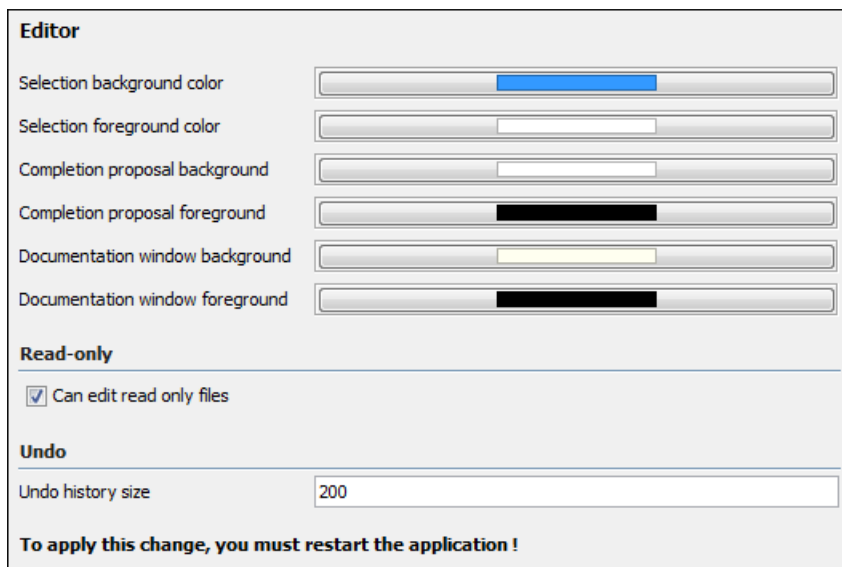 Editor
Selection background color
Selection foreground color
Completion proposal background
Completion proposal foreground
Documentation window background
Documentation window foreground
Read-only
Can edit read only files
Undo
Undo history size 200
To apply this change, you must restart the application !